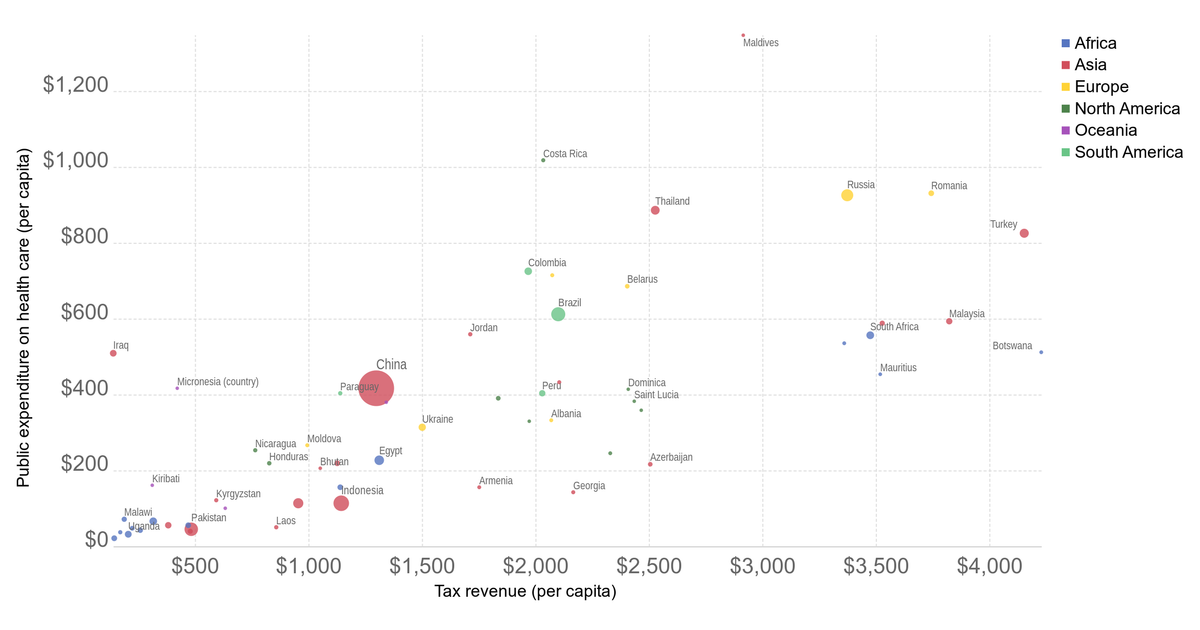 Maldives
Africa
Asia
Europe
North America
Oceania
South America
$1,200
$1,000
$800
$600
$400
$200
$0
Public expenditure on health care (per capita)
Costa Rica
Russia
Romania
Thailand
Turkey
Colombia
Belarus
Brazil
Malaysia
South Africa
Jordan
Botswana
Iraq
China
Mauritius
Micronesia (country)
Paraguay
Peru
Dominica
Saint Lucia
Albania
Ukraine
Nicaragua
Moldova
Honduras
Bhutan
Egypt
Azerbaijan
Kiribati
Armenia
Georgia
Kyrgyzstan
Indonesia
Malawi
Pakistan
Uganda
Laos
$500
$1,000
$1,500
$2,000
$2,500
$3,000
$3,500
$4,000
Tax revenue (per capita)